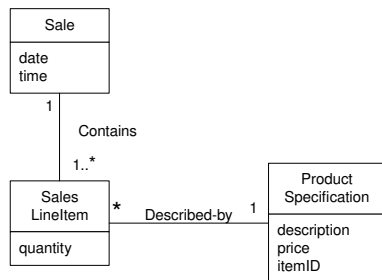 Sale
date
time
1
Contains
1..*
Sales
LineItem
quantity
*
Described-by
1
Product
Specification
description
price
itemID